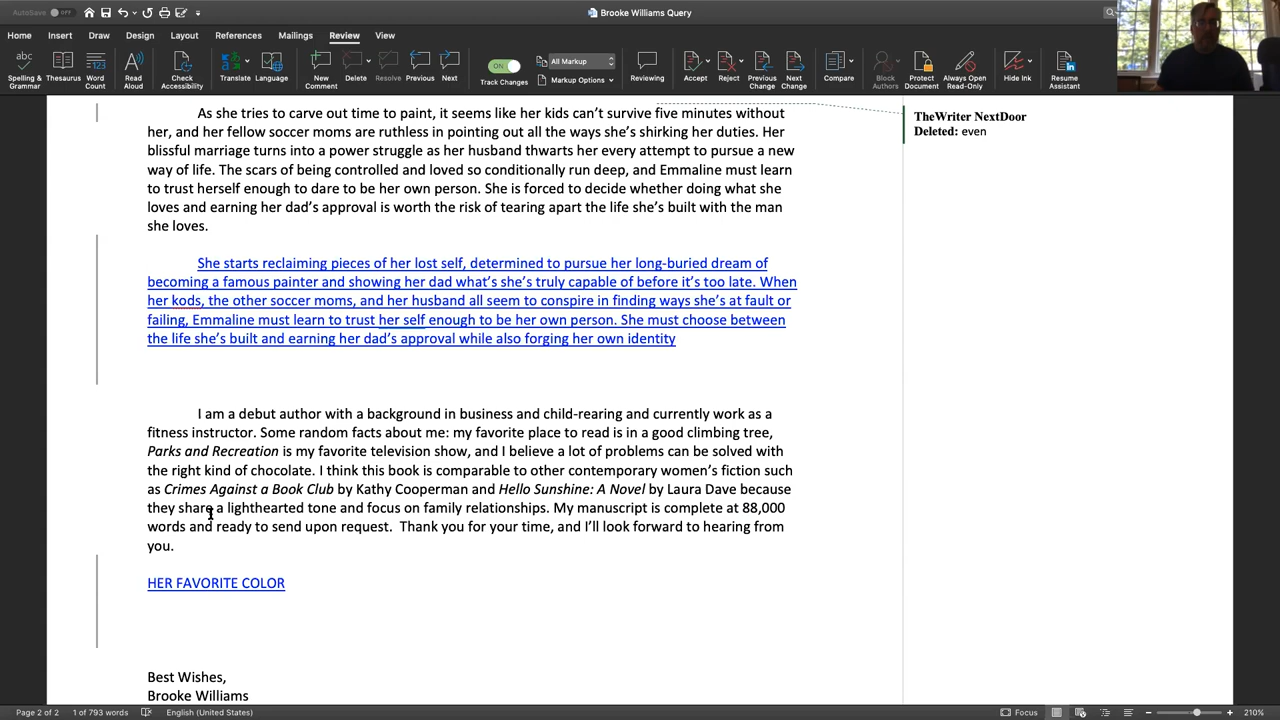 AutoSave OFF
Brooke Williams Query
Home Insert Draw Design Layout References Mailings Review View
abc
ON
All Markup
Markup Options
Spelling & Grammar
Thesaurus
Word Count
Read Aloud
Check Accessibility
Translate
Language
New Comment
Delete
Resolve
Previous
Next
Track Changes
Reviewing
Accept
Reject
Previous Change
Next Change
Compare
Block Authors
Protect Document
Always Open Read-Only
Hide Ink
Resume Assistant
As she tries to carve out time to paint, it seems like her kids can’t survive five minutes without
her, and her fellow soccer moms are ruthless in pointing out all the ways she’s shirking her duties. Her
blissful marriage turns into a power struggle as her husband thwarts her every attempt to pursue a new
way of life. The scars of being controlled and loved so conditionally run deep, and Emmaline must learn
to trust herself enough to dare to be her own person. She is forced to decide whether doing what she
loves and earning her dad’s approval is worth the risk of tearing apart the life she’s built with the man
she loves.
TheWriter NextDoor
Deleted: even
She starts reclaiming pieces of her lost self, determined to pursue her long-buried dream of
becoming a famous painter and showing her dad what’s she’s truly capable of before it’s too late. When
her kods, the other soccer moms, and her husband all seem to conspire in finding ways she’s at fault or
failing, Emmaline must learn to trust her self enough to be her own person. She must choose between
the life she’s built and earning her dad’s approval while also forging her own identity
I am a debut author with a background in business and child-rearing and currently work as a
fitness instructor. Some random facts about me: my favorite place to read is in a good climbing tree,
Parks and Recreation is my favorite television show, and I believe a lot of problems can be solved with
the right kind of chocolate. I think this book is comparable to other contemporary women’s fiction such
as Crimes Against a Book Club by Kathy Cooperman and Hello Sunshine: A Novel by Laura Dave because
they share a lighthearted tone and focus on family relationships. My manuscript is complete at 88,000
words and ready to send upon request.  Thank you for your time, and I’ll look forward to hearing from
you.
HER FAVORITE COLOR
Best Wishes,
Brooke Williams
Page 2 of 2 1 of 793 words English (United States) Focus 210%